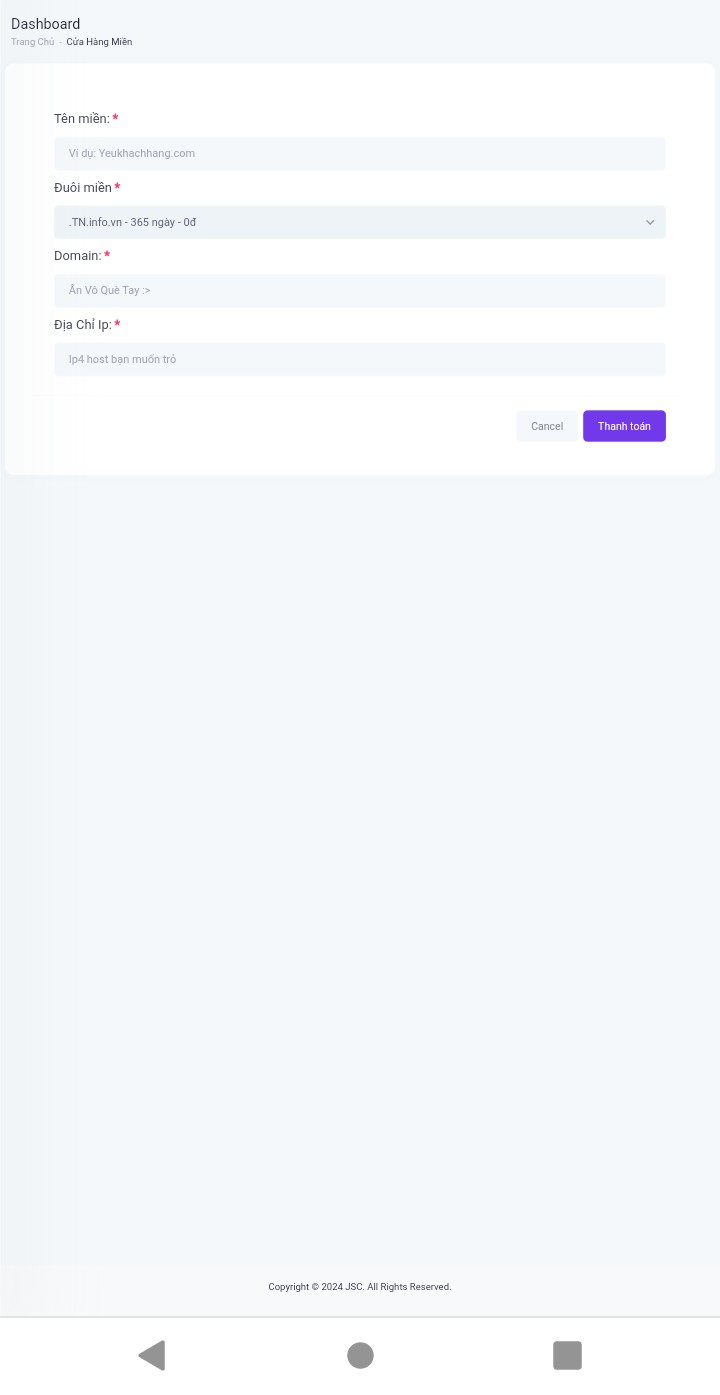 Dashboard
Trang Chủ - Cửa Hàng Miền
Tên miền: *
Ví dụ: Yeukhachhang.com
Đuôi miền *
.TN.info.vn - 365 ngày - 0đ
Domain: *
Ấn Vô Què Tay :>
Địa Chỉ Ip: *
Ip4 host bạn muốn trỏ
Cancel Thanh toán
Copyright © 2024 JSC. All Rights Reserved.